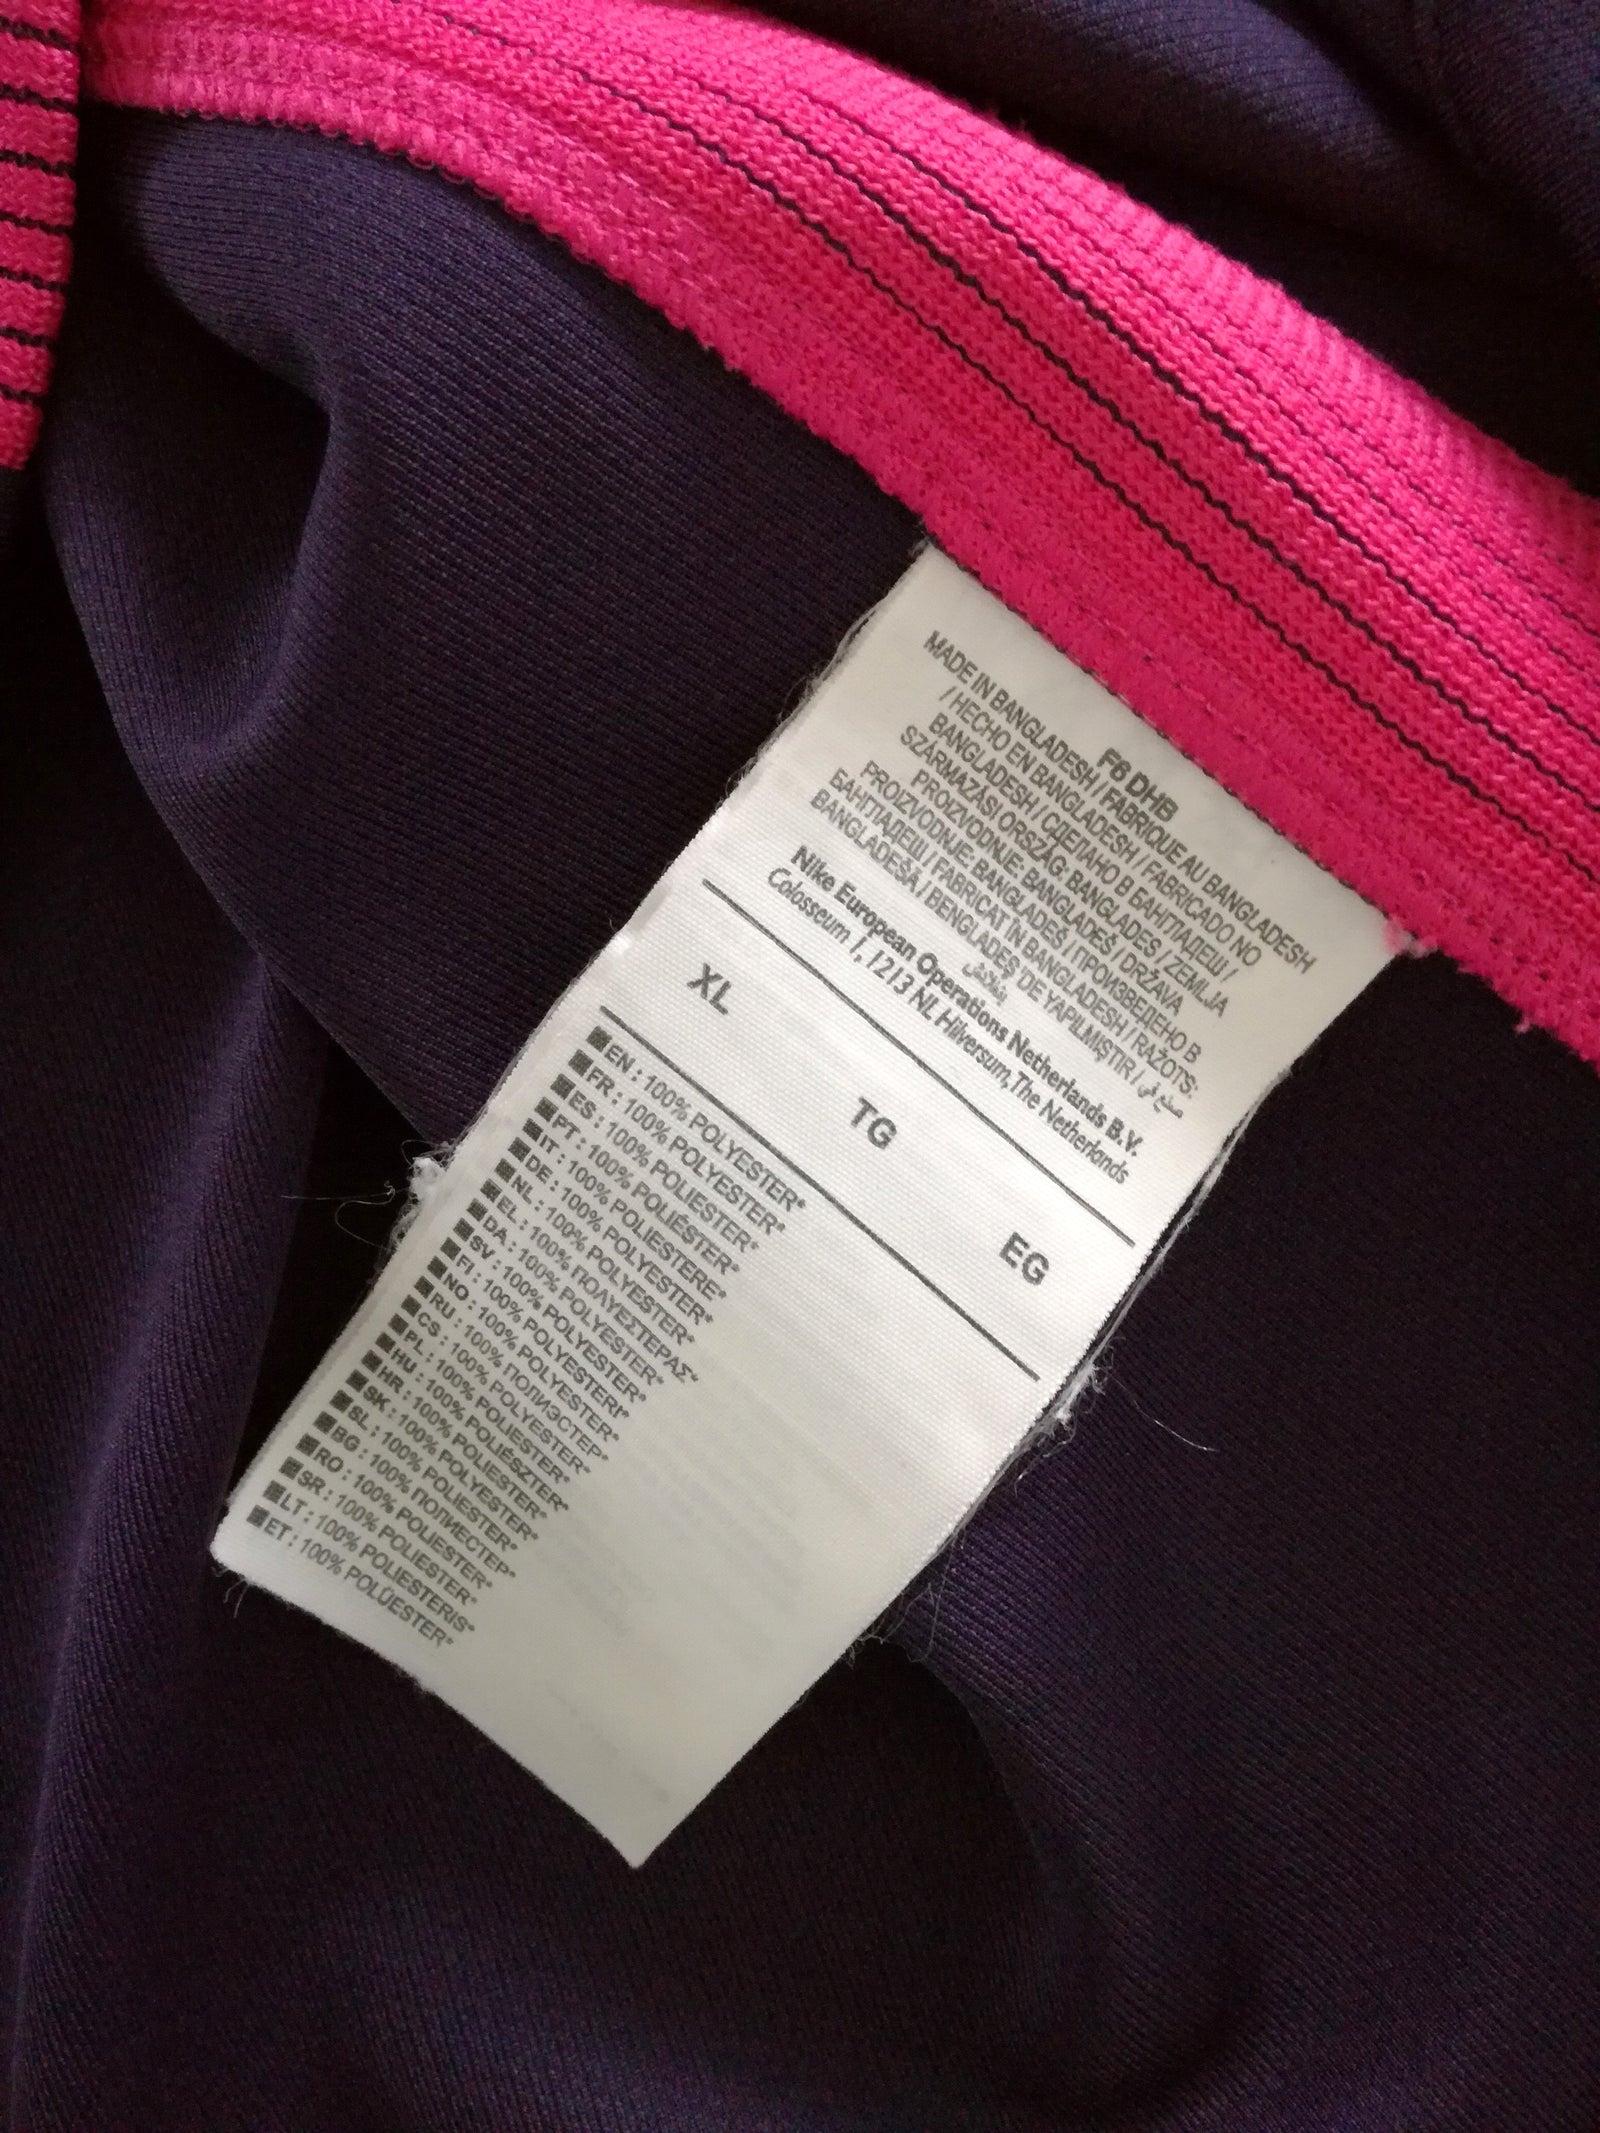 F6 DHB
MADE IN BANGLADESH / FABRIQUE AU BANGLADESH
/ HECHO EN BANGLADESH / FABRICADO NO
BANGLADESH / СДЕЛАНО В БАНГЛАДЕШ /
SZÁRMAZÁSI ORSZÁG: BANGLADES / ZEMLJA
PROIZVODNJE: BANGLADEŠ / DRŽAVA
PROIZVODNJE: BANGLADEŠ / ПРОИЗВЕДЕНО В
БАНГЛАДЕШ / FABRICAT ÎN BANGLADESH / RAŽOTS:
BANGLADEŠĀ / BENGLADEŞ 'DE YAPILMIŞTIR / صنع في
بنغلادش
Nike European Operations Netherlands B.V.
Colosseum 1, 1213 NL Hilversum, The Netherlands
XL TG EG
EN : 100% POLYESTER*
FR : 100% POLYESTER*
ES : 100% POLIESTER*
PT : 100% POLIÉSTER*
IT : 100% POLIESTERE*
DE : 100% POLYESTER*
NL : 100% POLYESTER*
EL : 100% ΠΟΛΥΕΣΤΕΡΑΣ*
DA : 100% POLYESTER*
SV : 100% POLYESTER*
FI : 100% POLYESTERI*
NO : 100% POLYESTER*
RU : 100% ПОЛИЭСТЕР*
CS : 100% POLYESTER*
PL : 100% POLIESTER*
HU : 100% POLIÉSZTER*
HR : 100% POLIESTER*
SK : 100% POLYESTER*
SL : 100% POLIESTER*
BG : 100% ПОЛИЕСТЕР*
RO : 100% POLIESTER*
SR : 100% POLIESTER*
LT : 100% POLIESTERIS*
ET : 100% POLÜESTER*